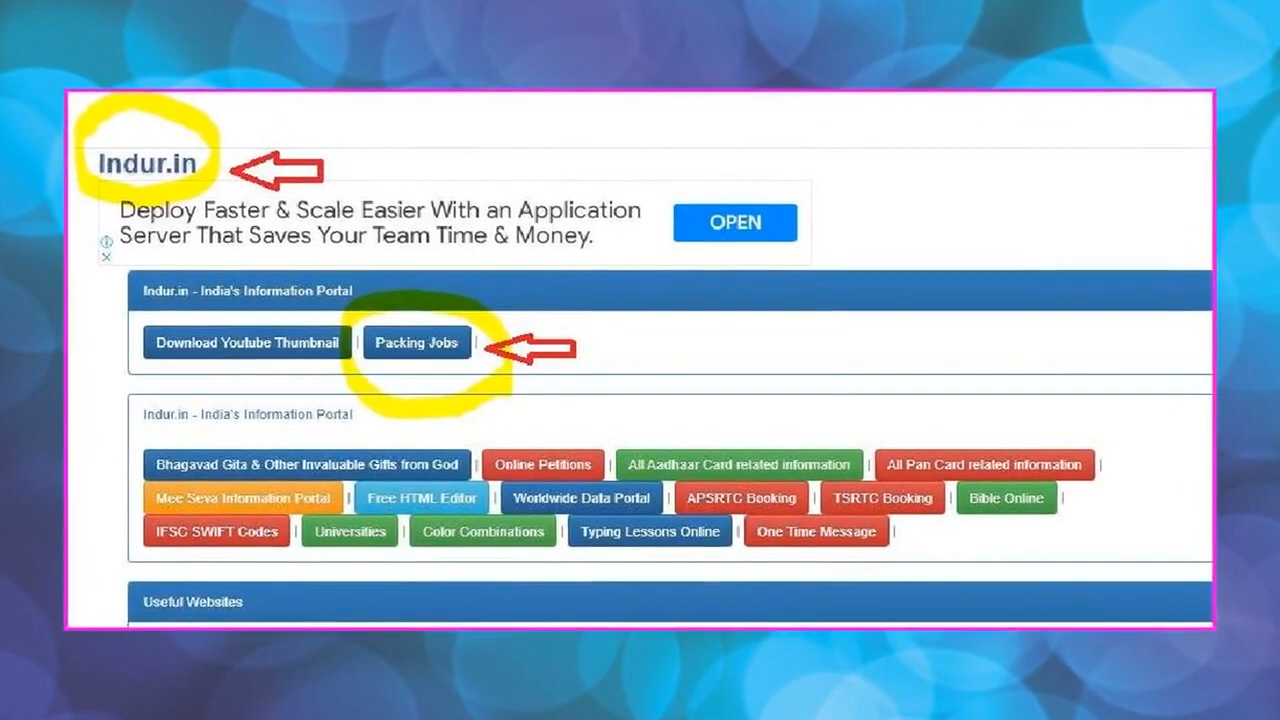 Indur.in
Deploy Faster & Scale Easier With an Application
Server That Saves Your Team Time & Money.
OPEN
Indur.in - India's Information Portal
Download Youtube Thumbnail | Packing Jobs |
Indur.in - India's Information Portal
Bhagavad Gita & Other Invaluable Gifts from God | Online Petitions | All Aadhaar Card related information | All Pan Card related information |
Mee Seva Information Portal | Free HTML Editor | Worldwide Data Portal | APSRTC Booking | TSRTC Booking | Bible Online |
IFSC SWIFT Codes | Universities | Color Combinations | Typing Lessons Online | One Time Message |
Useful Websites